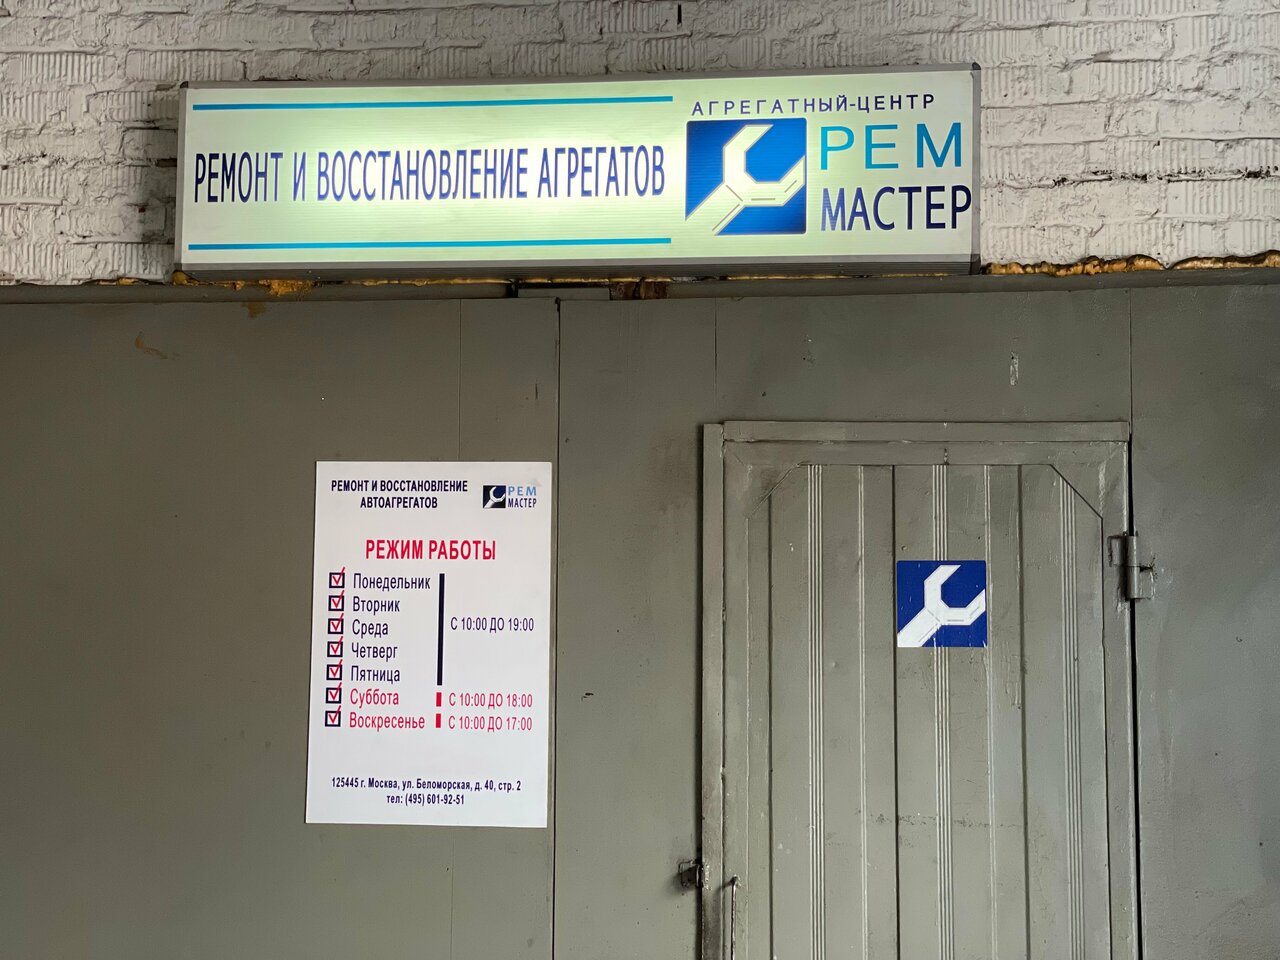 АГРЕГАТНЫЙ-ЦЕНТР
РЕМОНТ И ВОССТАНОВЛЕНИЕ АГРЕГАТОВ
РЕМ
МАСТЕР
РЕМОНТ И ВОССТАНОВЛЕНИЕ
АВТОАГРЕГАТОВ
РЕМ
МАСТЕР
РЕЖИМ РАБОТЫ
Понедельник
Вторник
Среда
С 10:00 ДО 19:00
Четверг
Пятница
Суббота С 10:00 ДО 18:00
Воскресенье С 10:00 ДО 17:00
125445 г. Москва, ул. Беломорская, д. 40, стр. 2
тел: (495) 601-92-51